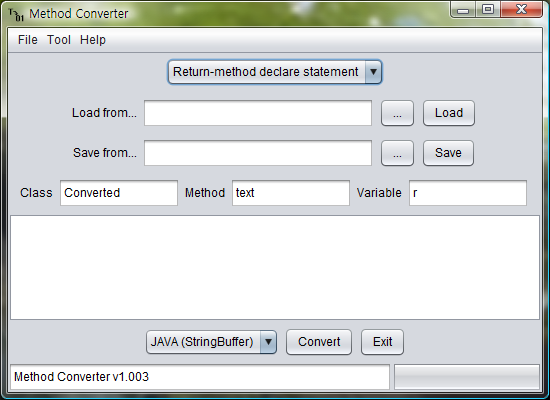 Method Converter
File Tool Help
Return-method declare statement
Load from... ... Load
Save from... ... Save
Class Converted Method text Variable r
JAVA (StringBuffer) Convert Exit
Method Converter v1.003